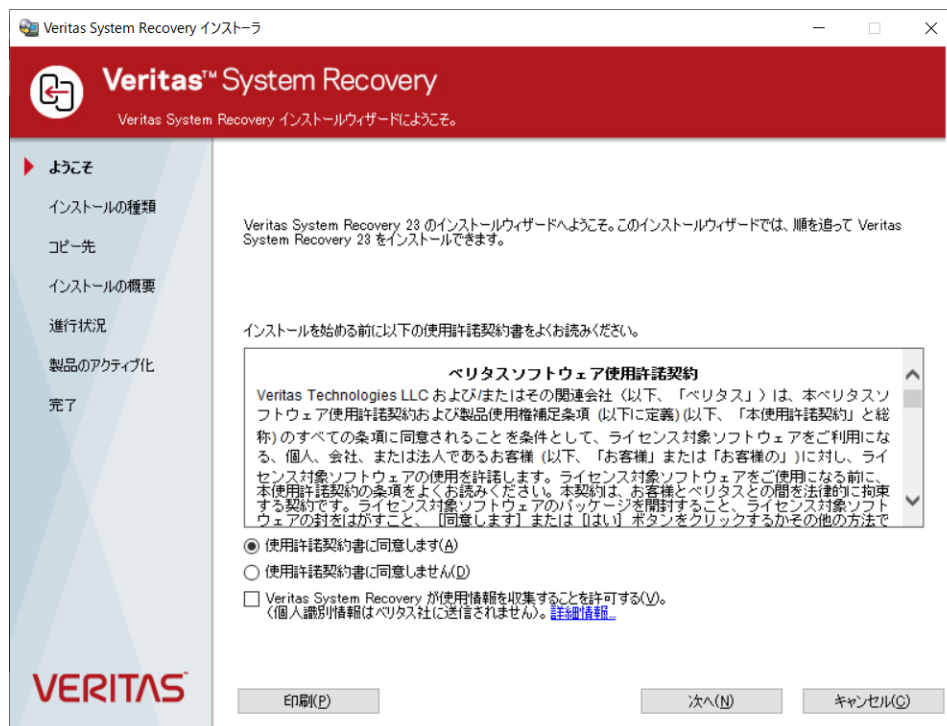 Veritas System Recovery インストーラ
Veritas™ System Recovery
Veritas System Recovery インストールウィザードにようこそ。
ようこそ
インストールの種類
コピー先
インストールの概要
進行状況
製品のアクティブ化
完了
Veritas System Recovery 23 のインストールウィザードへようこそ。このインストールウィザードでは、順を追って Veritas
System Recovery 23 をインストールできます。
インストールを始める前に以下の使用許諾契約書をよくお読みください。
ベリタスソフトウェア使用許諾契約
Veritas Technologies LLC および/またはその関連会社 (以下、「ベリタス」) は、本ベリタスソ
フトウェア使用許諾契約および製品使用権補足条項 (以下に定義) (以下、「本使用許諾契約」と総
称) のすべての条項に同意されることを条件として、ライセンス対象ソフトウェアをご利用にな
る、個人、会社、または法人であるお客様 (以下、「お客様」または「お客様の」)に対し、ライ
センス対象ソフトウェアの使用を許諾します。ライセンス対象ソフトウェアをご使用になる前に、
本使用許諾契約の条項をよくお読みください。本契約は、お客様とベリタスとの間を法律的に拘束
する契約です。ライセンス対象ソフトウェアのパッケージを開封すること、ライセンス対象ソフト
ウェアの封をはがすこと、 [同意します] または [はい] ボタンをクリックするかその他の方法で
使用許諾契約書に同意します(A)
使用許諾契約書に同意しません(D)
Veritas System Recovery が使用情報を収集することを許可する(V)。
(個人識別情報はベリタス社に送信されません)。詳細情報...
VERITAS
印刷(P)
次へ(N)
キャンセル(C)